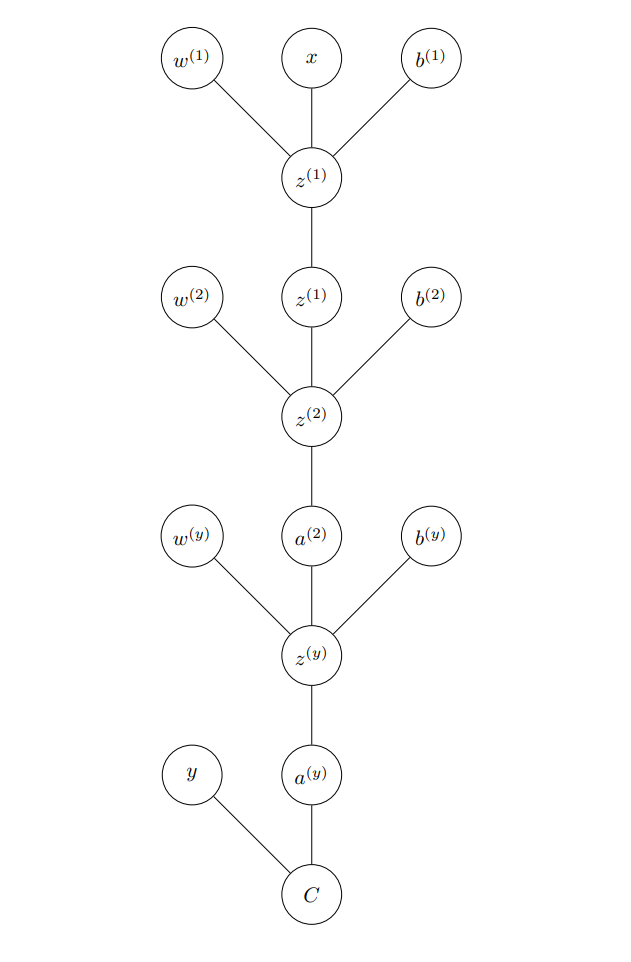 w^{(1)} x b^{(1)}
z^{(1)}
w^{(2)} z^{(1)} b^{(2)}
z^{(2)}
w^{(y)} a^{(2)} b^{(y)}
z^{(y)}
y a^{(y)}
C